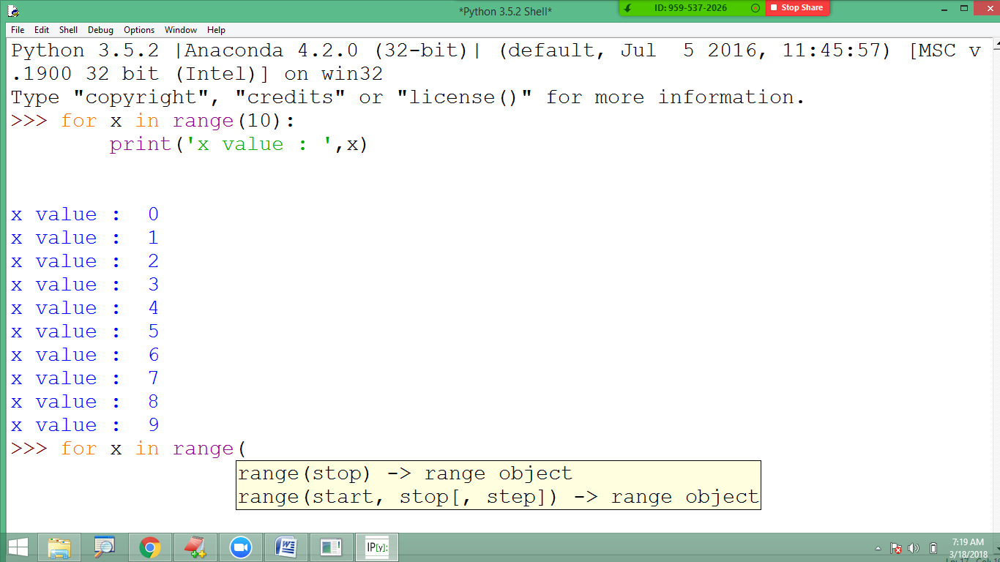 *Python 3.5.2 Shell*
ID: 959-537-2026
Stop Share
File Edit Shell Debug Options Window Help
Python 3.5.2 |Anaconda 4.2.0 (32-bit)| (default, Jul  5 2016, 11:45:57) [MSC v
.1900 32 bit (Intel)] on win32
Type "copyright", "credits" or "license()" for more information.
>>> for x in range(10):
        print('x value : ',x)
x value :  0
x value :  1
x value :  2
x value :  3
x value :  4
x value :  5
x value :  6
x value :  7
x value :  8
x value :  9
>>> for x in range(
range(stop) -> range object
range(start, stop[, step]) -> range object
IP[y]:
7:19 AM
3/18/2018